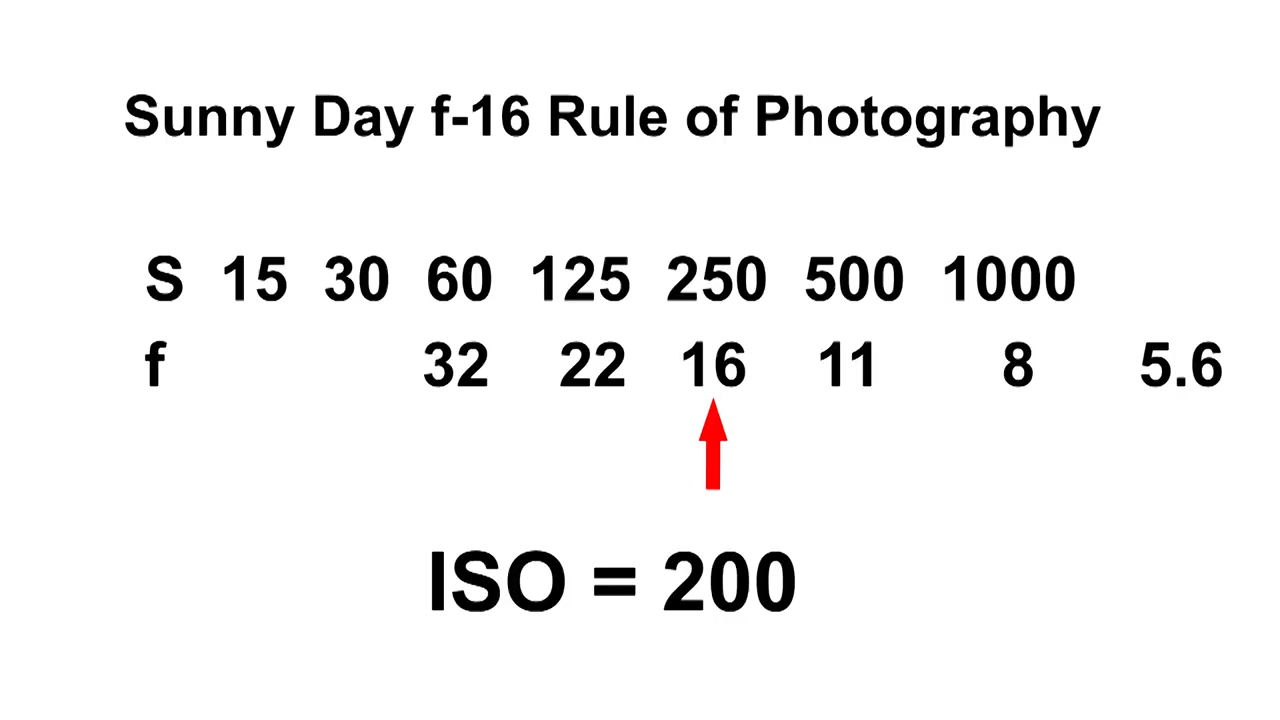 Sunny Day f-16 Rule of Photography
S 15 30 60 125 250 500 1000
f 32 22 16 11 8 5.6
ISO = 200